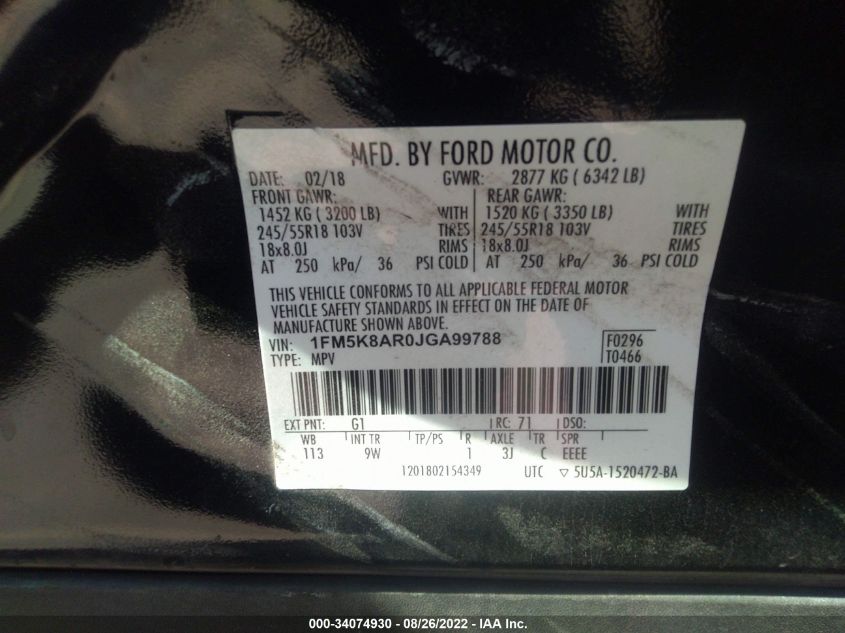 MFD. BY FORD MOTOR CO.
DATE: 02/18 GVWR: 2877 KG ( 6342 LB)
FRONT GAWR: REAR GAWR:
1452 KG ( 3200 LB) WITH 1520 KG ( 3350 LB) WITH
245/55R18 103V TIRES 245/55R18 103V TIRES
18x8.0J RIMS 18x8.0J RIMS
AT 250 kPa/ 36 PSI COLD AT 250 kPa/ 36 PSI COLD
THIS VEHICLE CONFORMS TO ALL APPLICABLE FEDERAL MOTOR
VEHICLE SAFETY STANDARDS IN EFFECT ON THE DATE OF
MANUFACTURE SHOWN ABOVE.
VIN: 1FM5K8AR0JGA99788 F0296
TYPE: MPV T0466
EXT PNT: G1 RC: 71 DSO:
WB INT TR TP/PS R AXLE TR SPR
113 9W 1 3J C EEEE
1201802154349 UTC ▽ 5U5A-1520472-BA
000-34074930 - 08/26/2022 - IAA Inc.